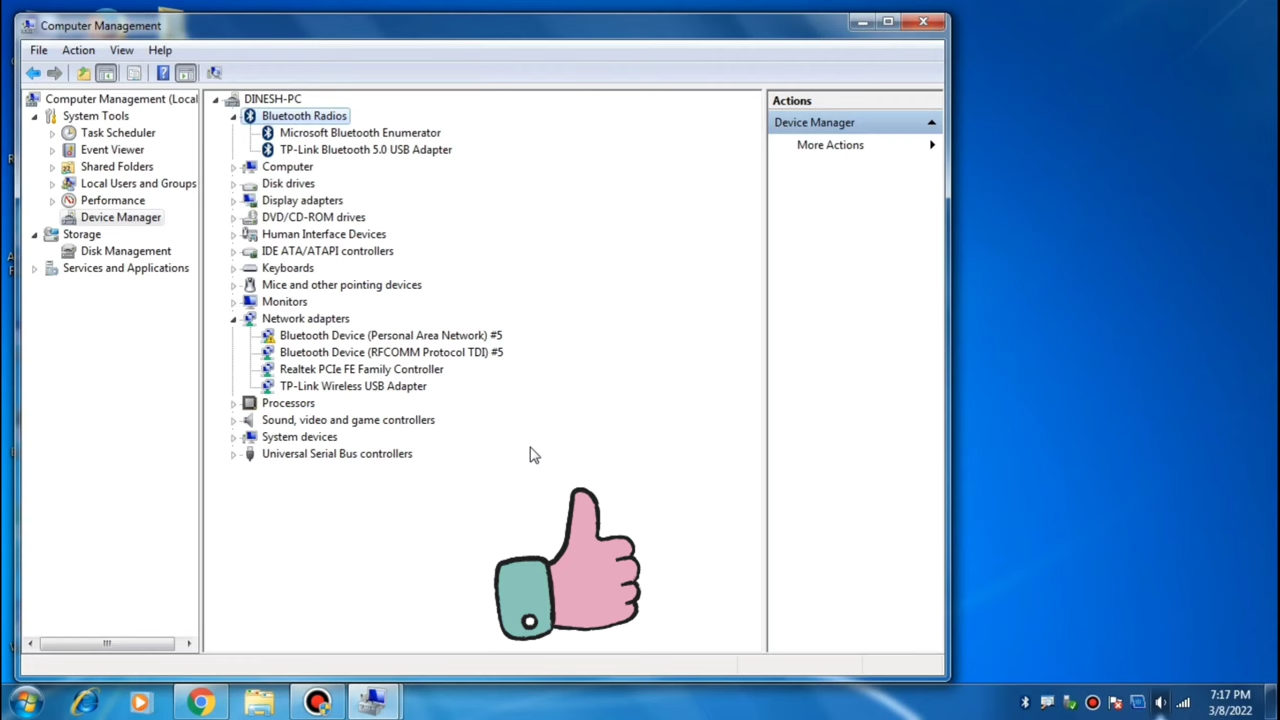 Computer Management
File Action View Help
Computer Management (Local
System Tools
Task Scheduler
Event Viewer
Shared Folders
Local Users and Groups
Performance
Device Manager
Storage
Disk Management
Services and Applications
DINESH-PC
Bluetooth Radios
Microsoft Bluetooth Enumerator
TP-Link Bluetooth 5.0 USB Adapter
Computer
Disk drives
Display adapters
DVD/CD-ROM drives
Human Interface Devices
IDE ATA/ATAPI controllers
Keyboards
Mice and other pointing devices
Monitors
Network adapters
Bluetooth Device (Personal Area Network) #5
Bluetooth Device (RFCOMM Protocol TDI) #5
Realtek PCIe FE Family Controller
TP-Link Wireless USB Adapter
Processors
Sound, video and game controllers
System devices
Universal Serial Bus controllers
Actions
Device Manager
More Actions
7:17 PM
3/8/2022